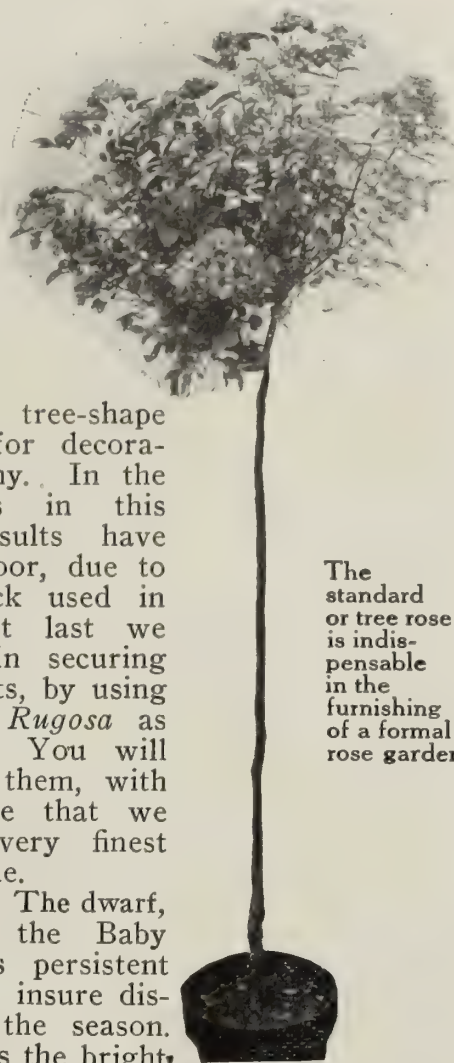 tree-shape
for decora-
ny. In the
s in this
sults have
oor, due to
ck used in
t last we
in securing
ts, by using
Rugosa as
You will
them, with
e that we
very finest
e.
The dwarf,
the Baby
s persistent
insure dis-
the season.
s the bright,
The
standard
or tree rose
is indis-
pensable
in the
furnishing
of a formal
rose garden